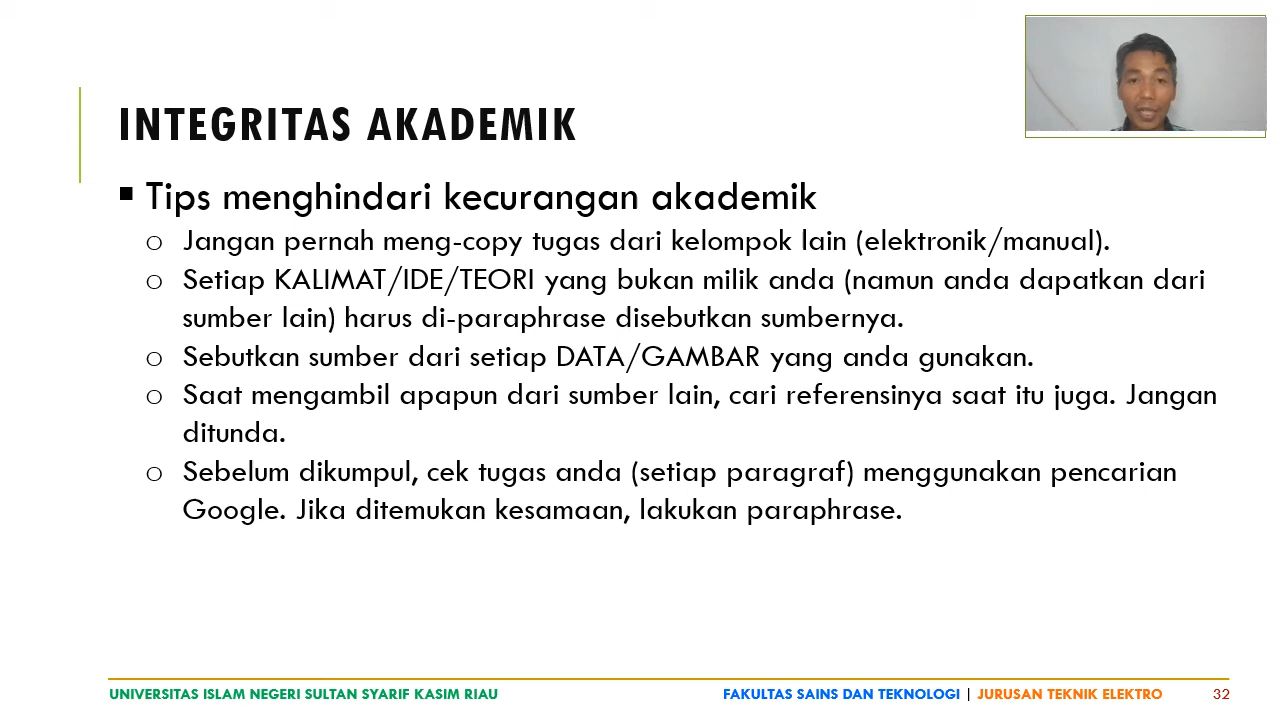 INTEGRITAS AKADEMIK
▪ Tips menghindari kecurangan akademik
o Jangan pernah meng-copy tugas dari kelompok lain (elektronik/manual).
o Setiap KALIMAT/IDE/TEORI yang bukan milik anda (namun anda dapatkan dari
sumber lain) harus di-paraphrase disebutkan sumbernya.
o Sebutkan sumber dari setiap DATA/GAMBAR yang anda gunakan.
o Saat mengambil apapun dari sumber lain, cari referensinya saat itu juga. Jangan
ditunda.
o Sebelum dikumpul, cek tugas anda (setiap paragraf) menggunakan pencarian
Google. Jika ditemukan kesamaan, lakukan paraphrase.
UNIVERSITAS ISLAM NEGERI SULTAN SYARIF KASIM RIAU FAKULTAS SAINS DAN TEKNOLOGI | JURUSAN TEKNIK ELEKTRO 32